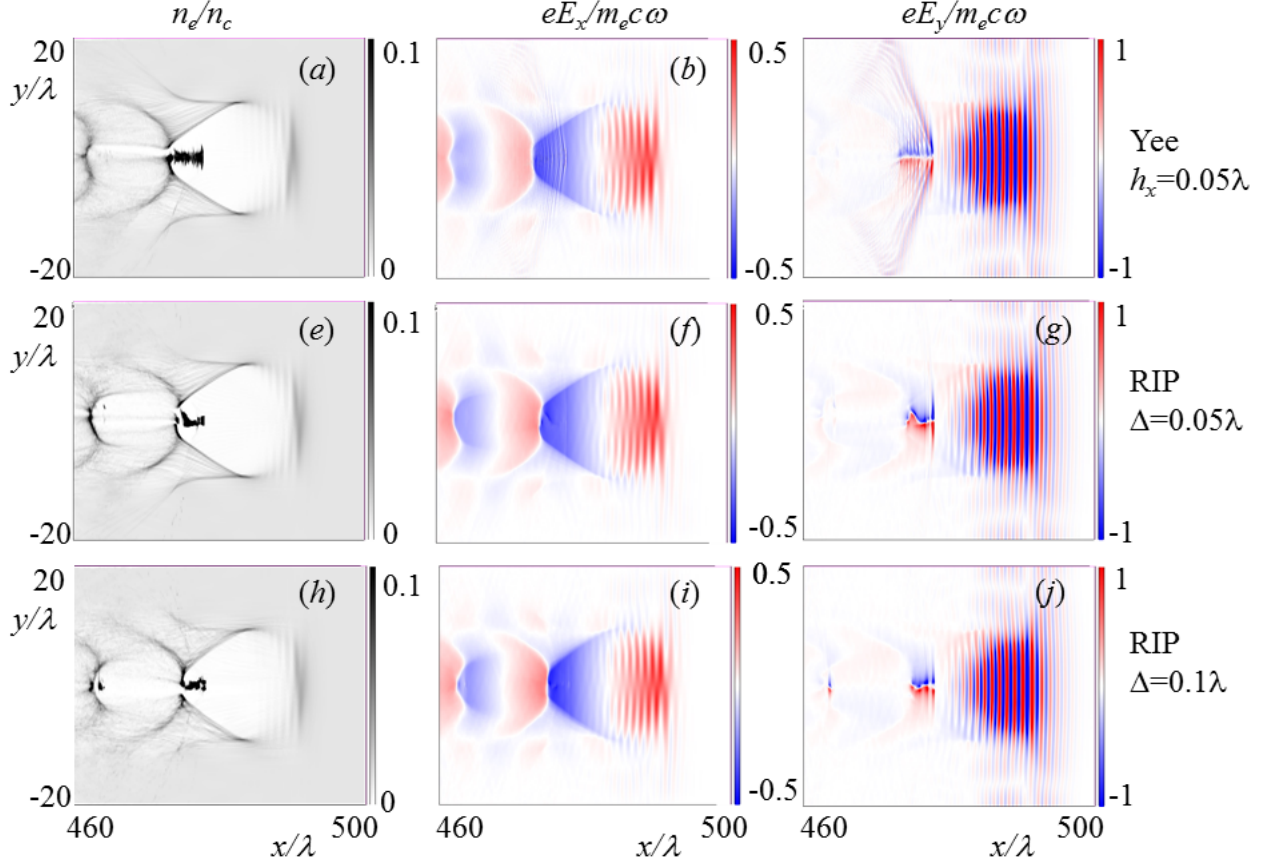 n_e/n_c eE_x/m_ecω eE_y/m_ecω
20 (a) 0.1 (b) 0.5 (c) 1
y/λ
Yee
h_x=0.05λ
-20 0 -0.5 -1
20 (e) 0.1 (f) 0.5 (g) 1
y/λ
RIP
Δ=0.05λ
-20 0 -0.5 -1
20 (h) 0.1 (i) 0.5 (j) 1
y/λ
RIP
Δ=0.1λ
-20 0 -0.5 -1
460 500 460 500 460 500
x/λ x/λ x/λ